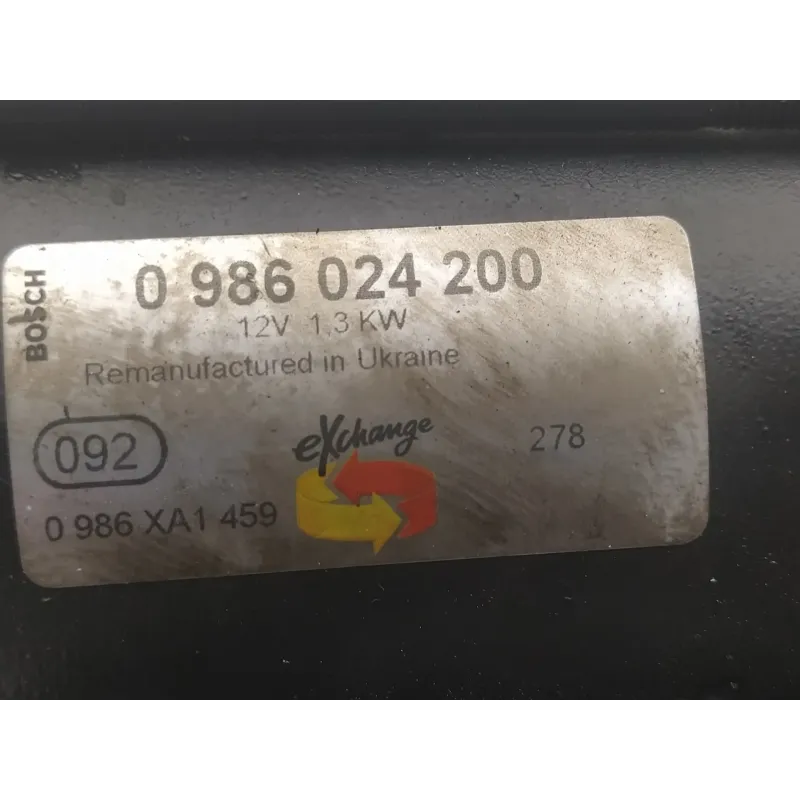 BOSCH
0 986 024 200
12V 1,3 KW
Remanufactured in Ukraine
092
eXchange
278
0 986 XA1 459